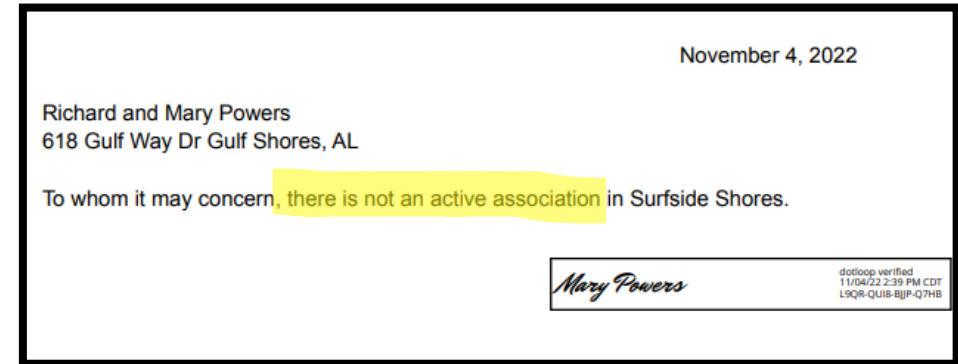 November 4, 2022
Richard and Mary Powers
618 Gulf Way Dr Gulf Shores, AL
To whom it may concern, there is not an active association in Surfside Shores.
Mary Powers
dotloop verified
11/04/22 2:39 PM CDT
L9QR-QUI8-BJJP-Q7HB